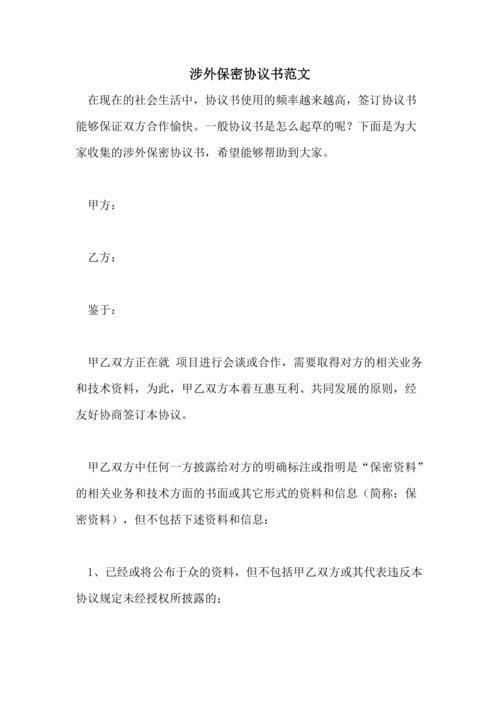 涉外保密协议书范文
在现在的社会生活中，协议书使用的频率越来越高，签订协议书
能够保证双方合作愉快。一般协议书是怎么起草的呢？下面是为大
家收集的涉外保密协议书，希望能够帮助到大家。
甲方：
乙方：
鉴于：
甲乙双方正在就 项目进行会谈或合作，需要取得对方的相关业务
和技术资料，为此，甲乙双方本着互惠互利、共同发展的原则，经
友好协商签订本协议。
甲乙双方中任何一方披露给对方的明确标注或指明是“保密资料”
的相关业务和技术方面的书面或其它形式的资料和信息（简称：保
密资料），但不包括下述资料和信息：
1、已经或将公布于众的资料，但不包括甲乙双方或其代表违反本
协议规定未经授权所披露的；